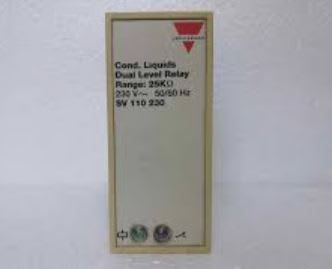 Cond. Liquids
Dual Level Relay
Range: 25KΩ
230 V~ 50/60 Hz
SV 110 230